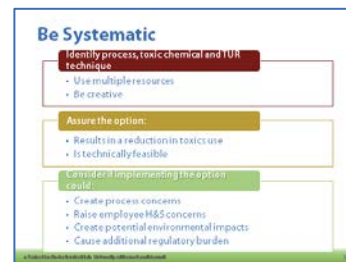 Be Systematic
Identify process, toxic chemical and TUR
technique
• Use multiple resources
• Be creative
Assure the option:
• Results in a reduction in toxics use
• Is technically feasible
Consider if implementing the option
could:
• Create process concerns
• Raise employee H&S concerns
• Create potential environmental impacts
• Cause additional regulatory burden